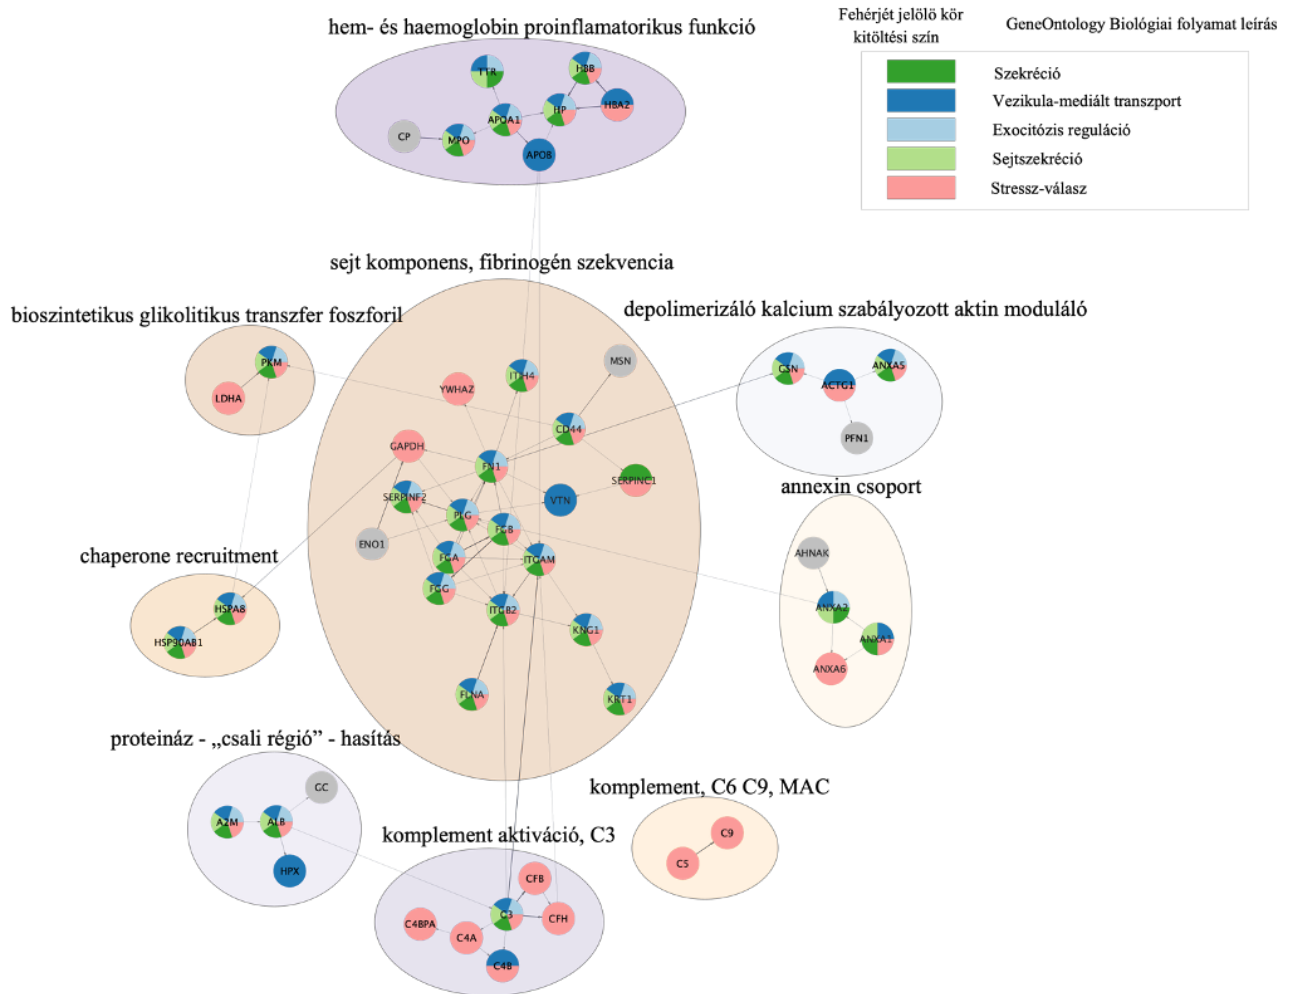 hem- és haemoglobin proinflamatorikus funkció
TTR
HBB
HP
HBA2
APOA1
CP
MPO
APOB
Fehérjét jelölő kör
kitöltési szín
GeneOntology Biológiai folyamat leírás
Szekréció
Vezikula-mediált transzport
Exocitózis reguláció
Sejtszekréció
Stressz-válasz
sejt komponens, fibrinogén szekvencia
MSN
ITIH4
YWHAZ
CD44
GAPDH
FN1
SERPINC1
SERPINF2
VTN
PLG
FGB
ENO1
FGA
ITGAM
FGG
ITGB2
KNG1
FLNA
KRT1
bioszintetikus glikolitikus transzfer foszforil
PKM
LDHA
depolimerizáló kalcium szabályozott aktin moduláló
GSN
ANXA5
ACTG1
PFN1
annexin csoport
AHNAK
ANXA2
ANXA1
ANXA6
chaperone recruitment
HSPA8
HSP90AB1
proteináz - „csali régió” - hasítás
GC
A2M
ALB
HPX
komplement aktiváció, C3
CFB
C3
CFH
C4BPA
C4A
C4B
komplement, C6 C9, MAC
C9
C5